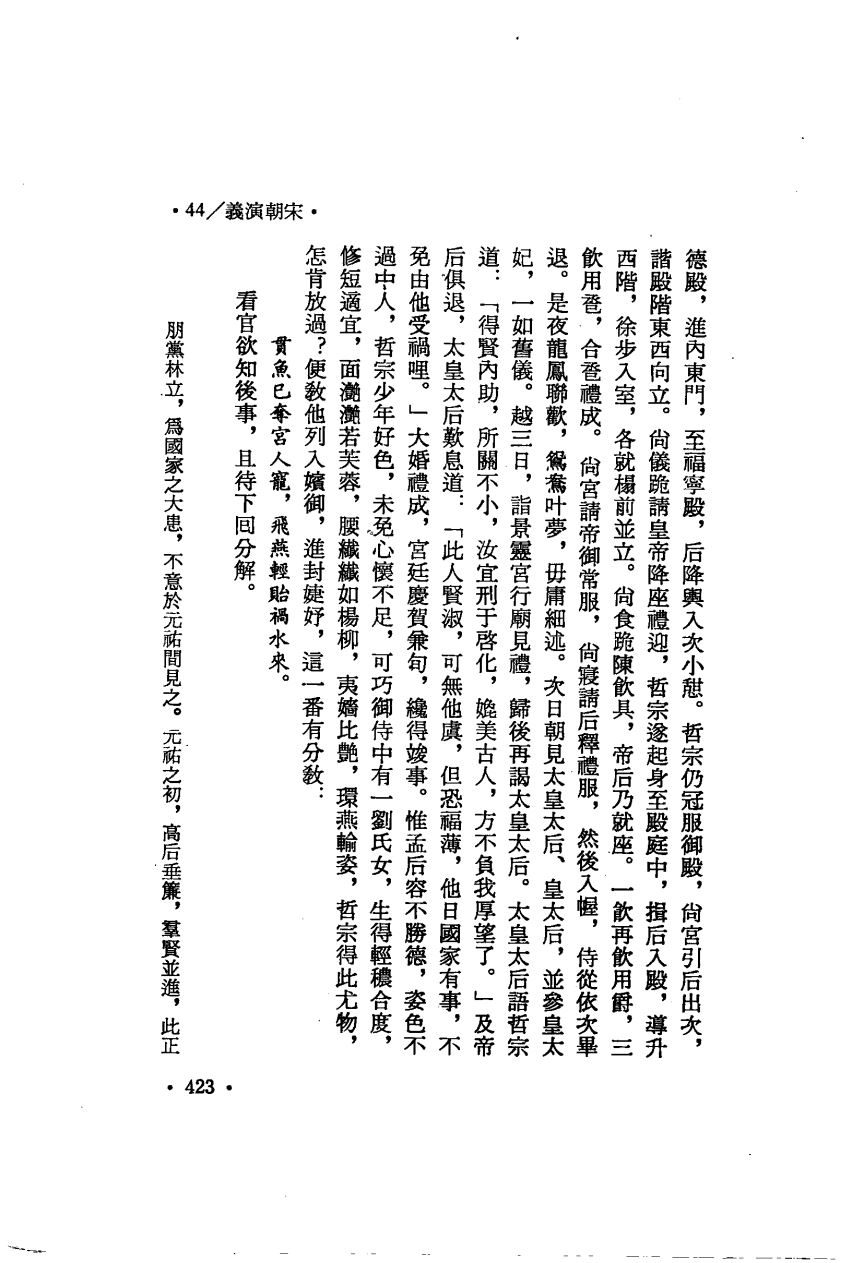 •44／義演朝宋•
德殿，進內東門，至福寧殿，后降輿入次小憇。哲宗仍冠服御殿，尙宮引后出次，
詣殿階東西向立。尙儀跪請皇帝降座禮迎，哲宗遂起身至殿庭中，揖后入殿，導升
西階，徐步入室，各就榻前並立。尙食跪陳飲具，帝后乃就座。一飲再飲用爵，三
飲用卺，合卺禮成。尙宮請帝御常服，尙寢請后釋禮服，然後入幄，侍從依次畢
退。是夜龍鳳聯歡，鴛鴦叶夢，毋庸細述。次日朝見太皇太后、皇太后，並參皇太
妃，一如舊儀。越三日，詣景靈宮行廟見禮，歸後再謁太皇太后。太皇太后語哲宗
道：「得賢內助，所關不小，汝宜刑于啓化，媲美古人，方不負我厚望了。」及帝
后俱退，太皇太后歎息道：「此人賢淑，可無他虞，但恐福薄，他日國家有事，不
免由他受禍哩。」大婚禮成，宮廷慶賀兼旬，纔得竣事。惟孟后容不勝德，姿色不
過中人，哲宗少年好色，未免心懷不足，可巧御侍中有一劉氏女，生得輕穠合度，
修短適宜，面灔灔若芙蓉，腰纖纖如楊柳，夷嬙比艷，環燕輸姿，哲宗得此尤物，
怎肯放過？便敎他列入嬪御，進封婕妤，這一番有分敎：
貫魚已奪宮人寵，飛燕輕貽禍水來。
看官欲知後事，且待下回分解。
朋黨林立，爲國家之大患，不意於元祐間見之。元祐之初，高后垂簾，羣賢並進，此正
•423•